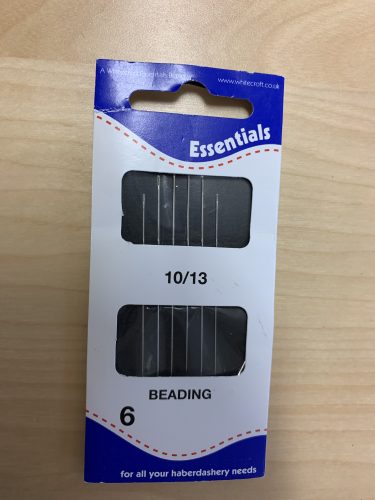 www.whitecroft.co.uk
Essentials
10/13
BEADING
6
for all your haberdashery needs